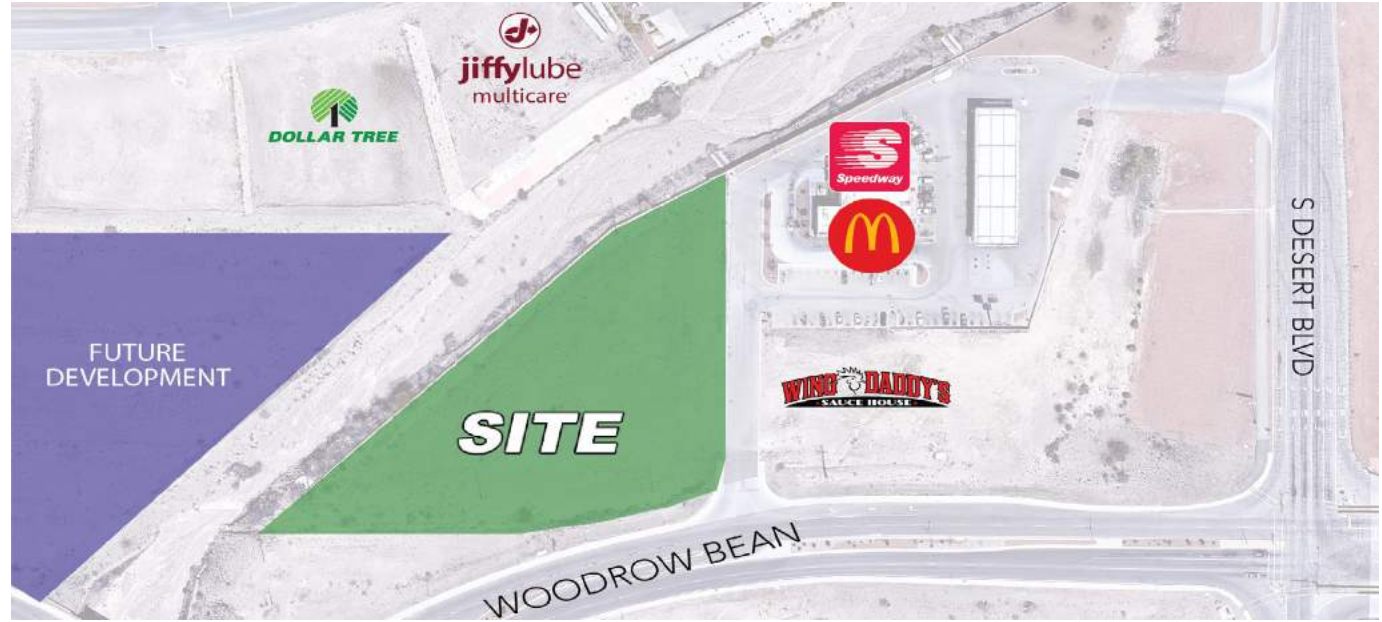 jiffylube
multicare
DOLLAR TREE
S
Speedway
M
S DESERT BLVD
FUTURE
DEVELOPMENT
WING DADDY'S
SAUCE HOUSE
SITE
WOODROW BEAN